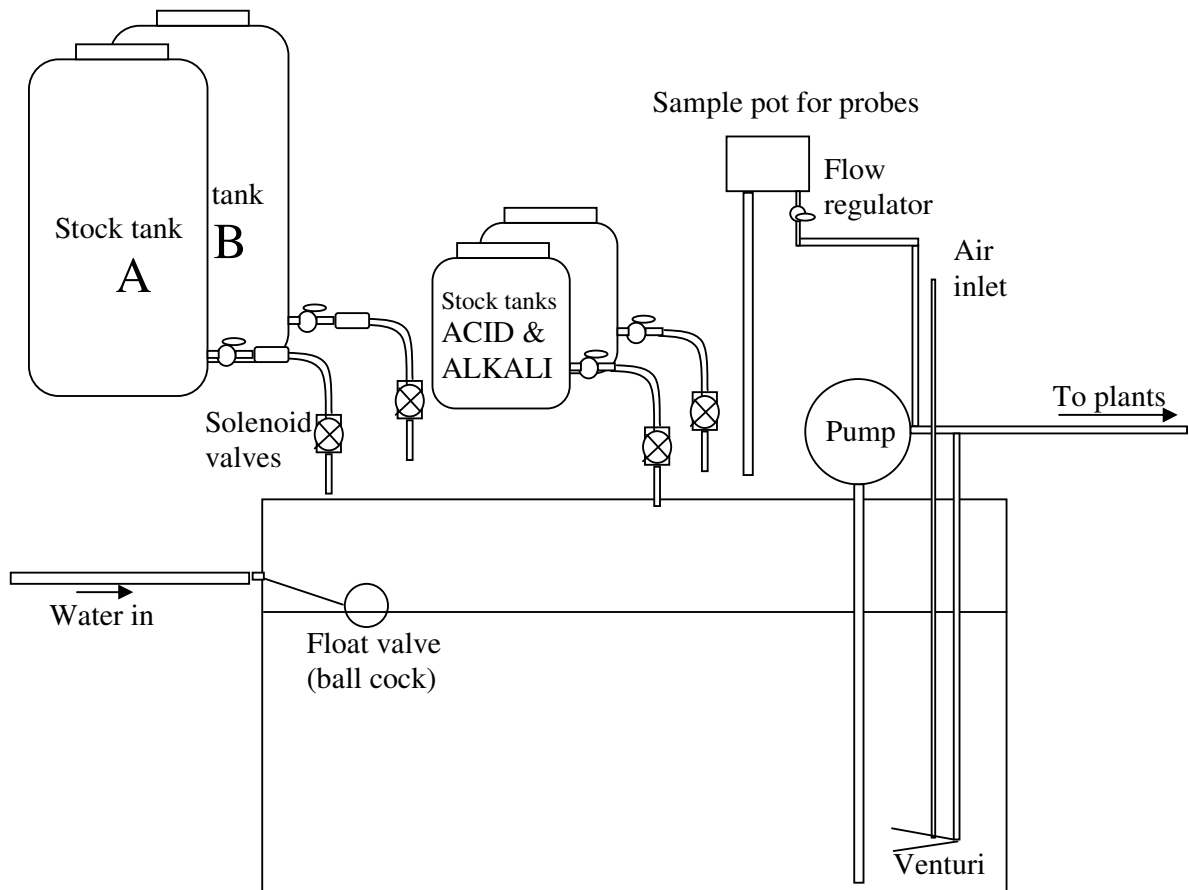 Sample pot for probes
Flow
regulator
tank
B
Stock tank
A
Air
inlet
Stock tanks
ACID &
ALKALI
Solenoid
valves
Pump
To plants
Water in
Float valve
(ball cock)
Venturi